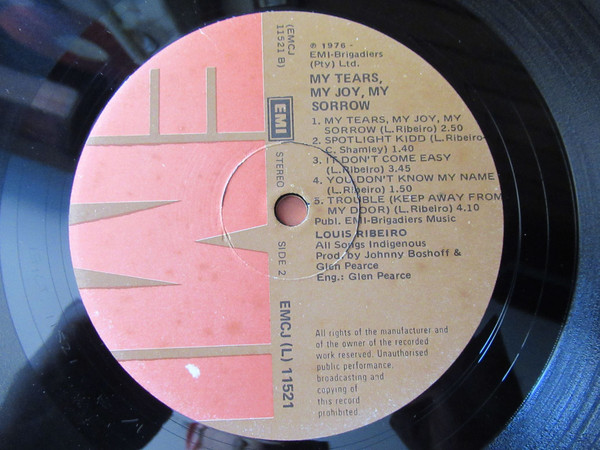 (EMCJ
11521 B)
EMI
STEREO
SIDE 2
EMCJ (L) 11521
℗ 1976 -
EMI-Brigadiers
(Pty) Ltd.
MY TEARS,
MY JOY, MY
SORROW
1. MY TEARS, MY JOY, MY
SORROW (L.Ribeiro) 2.50
2. SPOTLIGHT KIDD (L.Ribeiro-
C. Shamley) 1.40
3. IT DON'T COME EASY
(L.Ribeiro) 3.45
4. YOU DON'T KNOW MY NAME
(L.Ribeiro) 1.50
5. TROUBLE (KEEP AWAY FROM
MY DOOR) (L.Ribeiro) 4.10
Publ. EMI-Brigadiers Music
LOUIS RIBEIRO
All Songs Indigenous
Prod. by Johnny Boshoff &
Glen Pearce
Eng.: Glen Pearce
All rights of the manufacturer and
of the owner of the recorded
work reserved. Unauthorised
public performance,
broadcasting and
copying of
this record
prohibited.